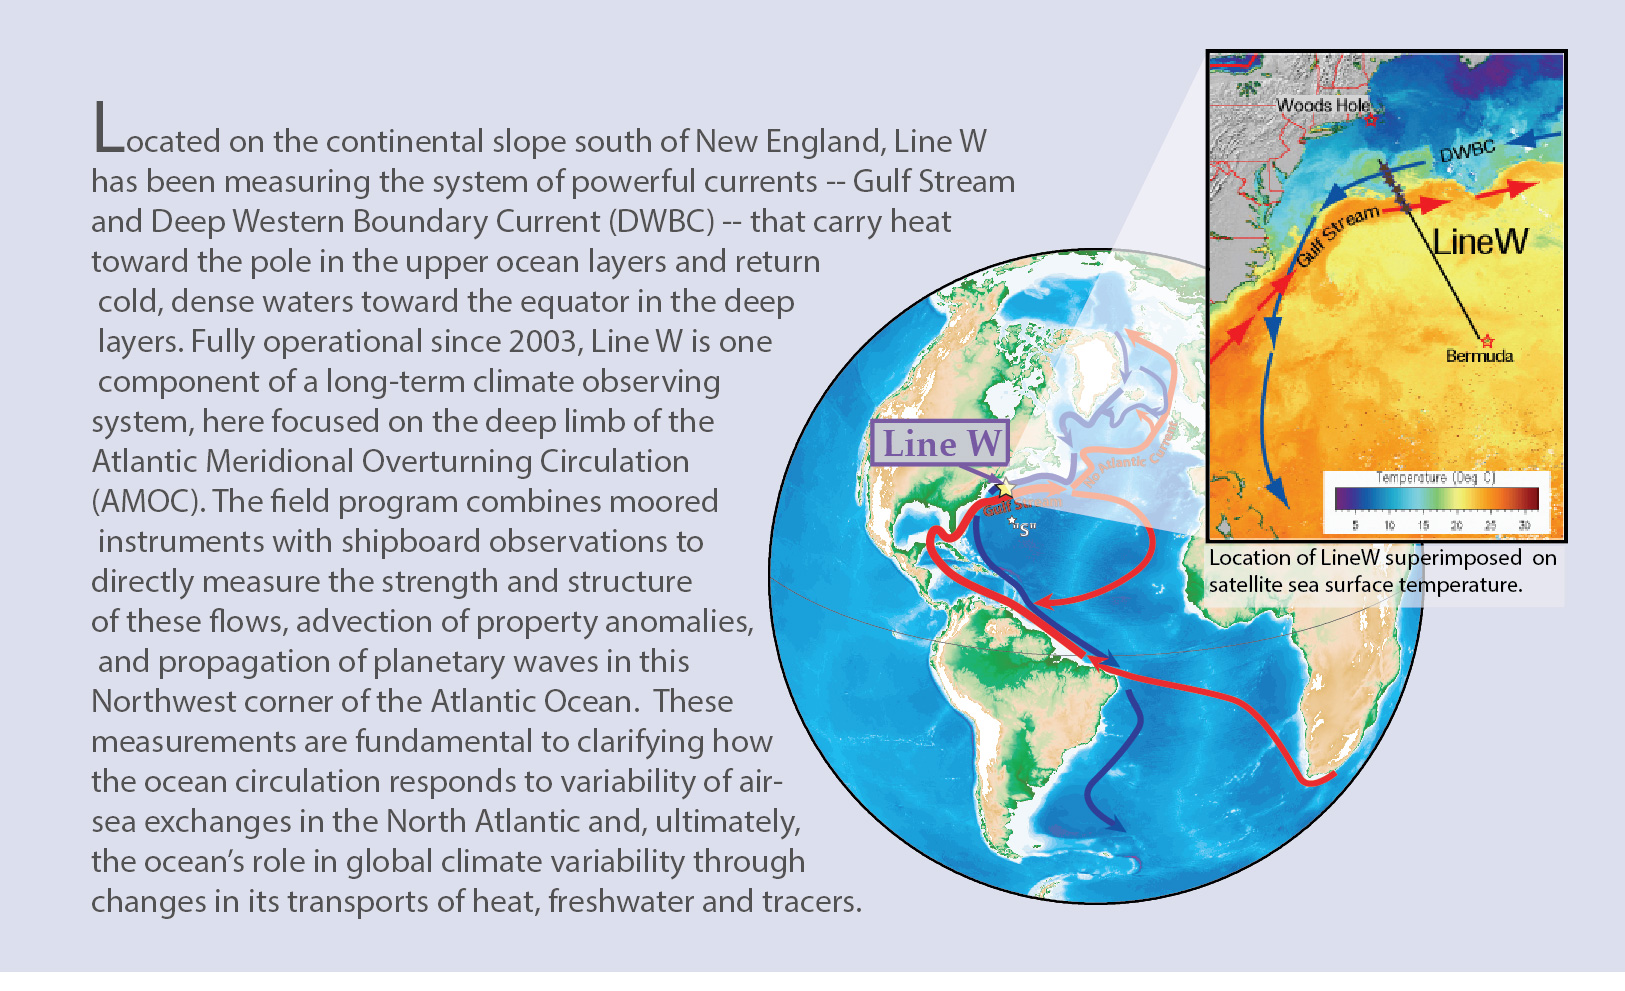 Located on the continental slope south of New England, Line W
has been measuring the system of powerful currents -- Gulf Stream
and Deep Western Boundary Current (DWBC) -- that carry heat
toward the pole in the upper ocean layers and return
cold, dense waters toward the equator in the deep
layers. Fully operational since 2003, Line W is one
component of a long-term climate observing
system, here focused on the deep limb of the
Atlantic Meridional Overturning Circulation
(AMOC). The field program combines moored
instruments with shipboard observations to
directly measure the strength and structure
of these flows, advection of property anomalies,
and propagation of planetary waves in this
Northwest corner of the Atlantic Ocean. These
measurements are fundamental to clarifying how
the ocean circulation responds to variability of air-
sea exchanges in the North Atlantic and, ultimately,
the ocean's role in global climate variability through
changes in its transports of heat, freshwater and tracers.
Line W
Gulf Stream
"S"
No Atlantic Current
Woods Hole
DWBC
Gulf Stream
LineW
Bermuda
Temperature (Deg C)
5 10 15 20 25 30
Location of LineW superimposed on
satellite sea surface temperature.